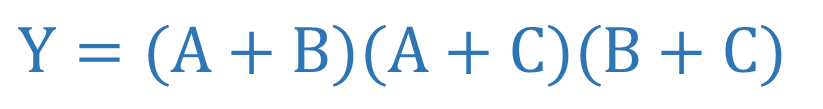 Y = (A + B)(A + C)(B + C)